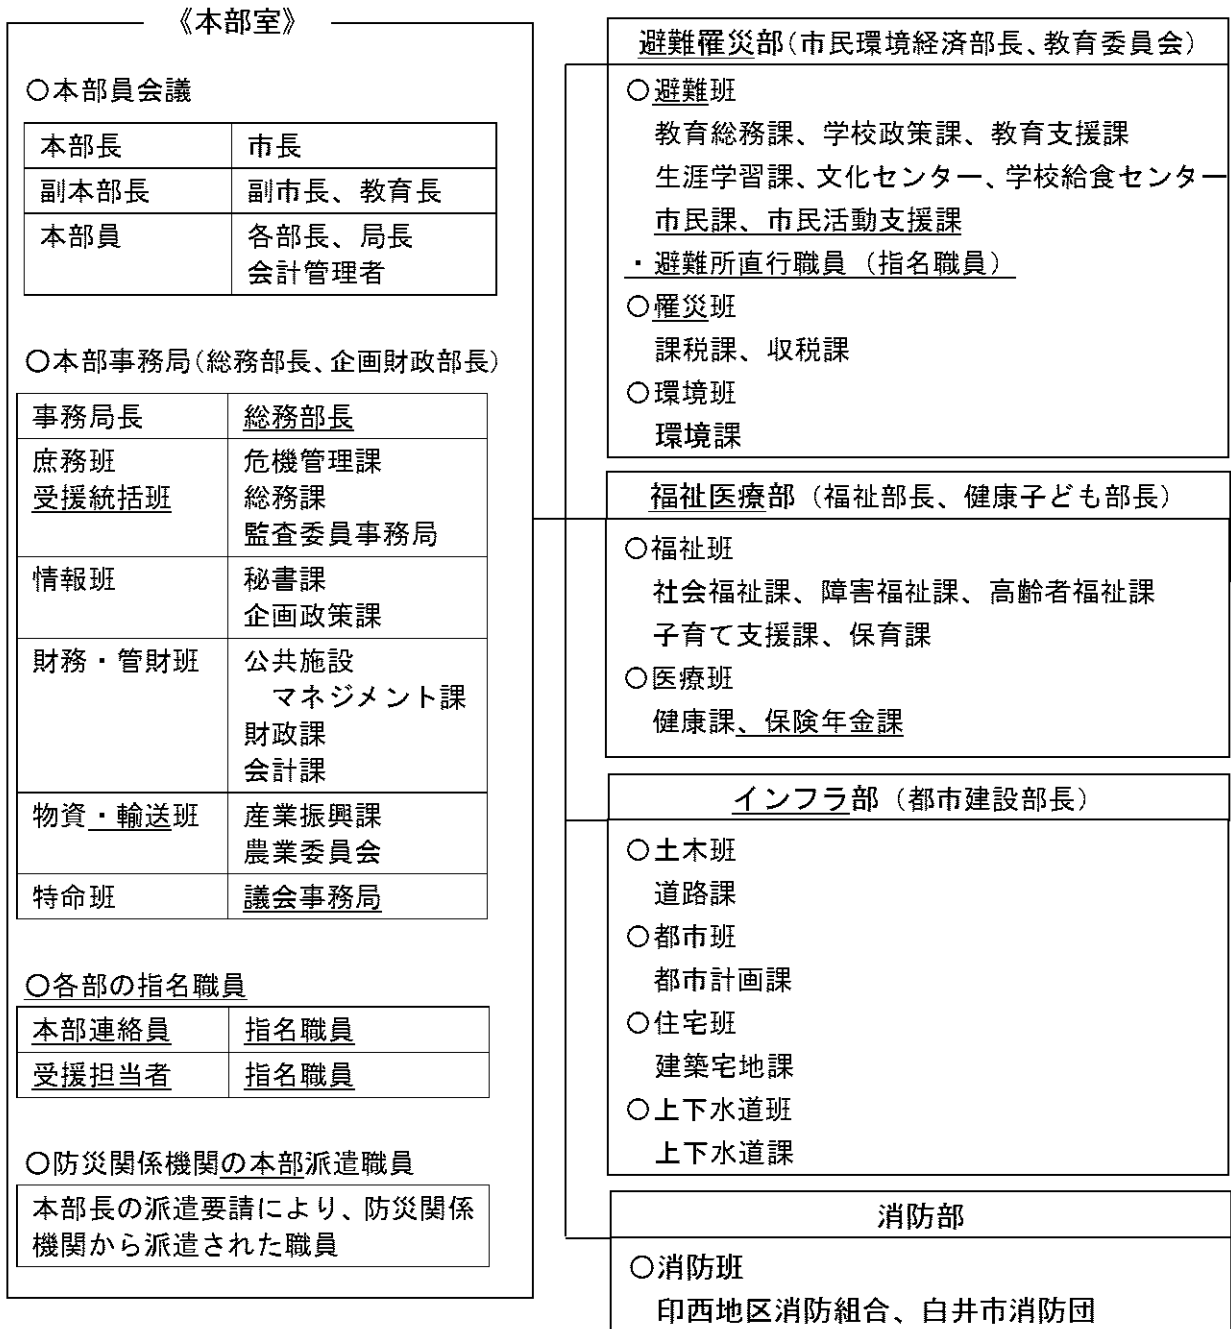 《本部室》
○本部員会議
本部長 市長
副本部長 副市長、教育長
本部員 各部長、局長
会計管理者
○本部事務局（総務部長、企画財政部長）
事務局長 総務部長
庶務班 危機管理課
受援統括班 総務課
監査委員事務局
情報班 秘書課
企画政策課
財務・管財班 公共施設
マネジメント課
財政課
会計課
物資・輸送班 産業振興課
農業委員会
特命班 議会事務局
○各部の指名職員
本部連絡員 指名職員
受援担当者 指名職員
○防災関係機関の本部派遣職員
本部長の派遣要請により、防災関係
機関から派遣された職員
避難罹災部（市民環境経済部長、教育委員会）
○避難班
教育総務課、学校政策課、教育支援課
生涯学習課、文化センター、学校給食センター
市民課、市民活動支援課
・避難所直行職員（指名職員）
○罹災班
課税課、収税課
○環境班
環境課
福祉医療部（福祉部長、健康子ども部長）
○福祉班
社会福祉課、障害福祉課、高齢者福祉課
子育て支援課、保育課
○医療班
健康課、保険年金課
インフラ部（都市建設部長）
○土木班
道路課
○都市班
都市計画課
○住宅班
建築宅地課
○上下水道班
上下水道課
消防部
○消防班
印西地区消防組合、白井市消防団